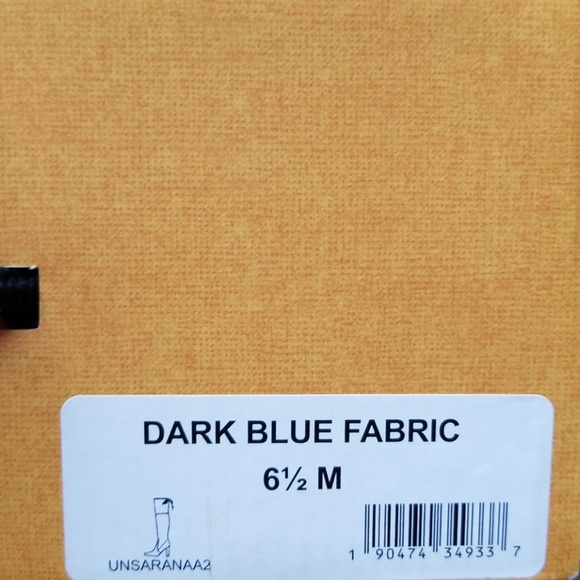 DARK BLUE FABRIC
6½ M
UNSARANAA2
1 90474 34933 7